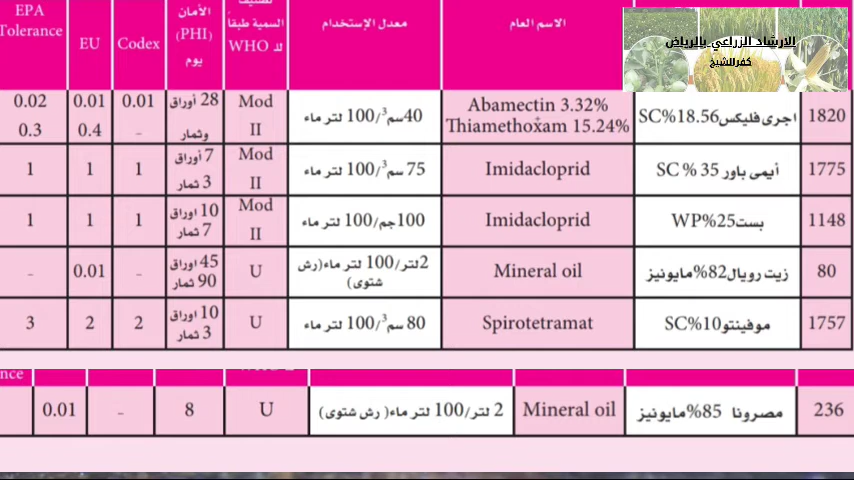 الارشاد الزراعي بالرياض
كفرالشيخ
الاسم العام
معدل الإستخدام
السمية طبقاً
لـ WHO
الأمان
(PHI)
يوم
Codex
EU
EPA
Tolerance
1820
اجرى فليكس18.56%SC
Abamectin 3.32%
Thiamethoxam 15.24%
40سم3/100 لتر ماء
Mod
II
28 أوراق
وثمار
0.01
-
0.01
0.4
0.02
0.3
1775
أيمى باور 35 % SC
Imidacloprid
75 سم3/100 لتر ماء
Mod
II
7 أوراق
3 ثمار
1
1
1
1148
بست25%WP
Imidacloprid
100جم/100 لتر ماء
Mod
II
10 اوراق
7 ثمار
1
1
1
80
زيت رويال82%مايونيز
Mineral oil
2لتر/100 لتر ماء(رش
شتوى)
U
45 اوراق
90 ثمار
-
0.01
-
1757
موفينتو10%SC
Spirotetramat
80 سم3/100 لتر ماء
U
10 اوراق
3 ثمار
2
2
3
nce
236
مصرونا 85%مايونيز
Mineral oil
2 لتر/100 لتر ماء( رش شتوى)
U
8
-
0.01